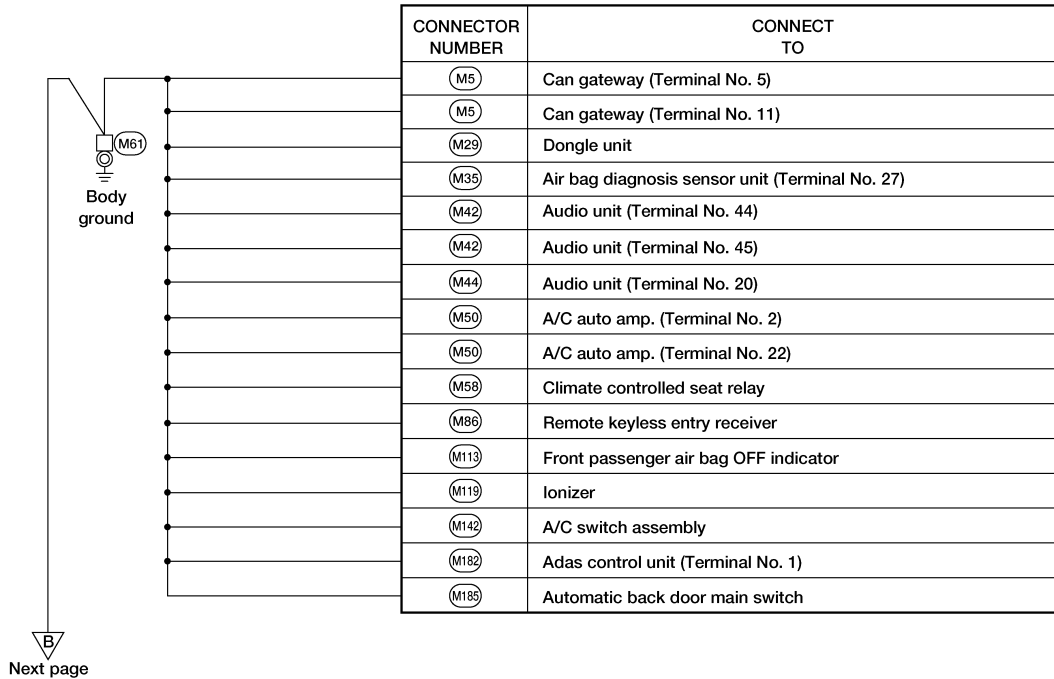 CONNECTOR NUMBER CONNECT TO
M5 Can gateway (Terminal No. 5)
M5 Can gateway (Terminal No. 11)
M29 Dongle unit
M35 Air bag diagnosis sensor unit (Terminal No. 27)
M42 Audio unit (Terminal No. 44)
M42 Audio unit (Terminal No. 45)
M44 Audio unit (Terminal No. 20)
M50 A/C auto amp. (Terminal No. 2)
M50 A/C auto amp. (Terminal No. 22)
M58 Climate controlled seat relay
M86 Remote keyless entry receiver
M113 Front passenger air bag OFF indicator
M119 Ionizer
M142 A/C switch assembly
M182 Adas control unit (Terminal No. 1)
M185 Automatic back door main switch
M61
Body
ground
B
Next page